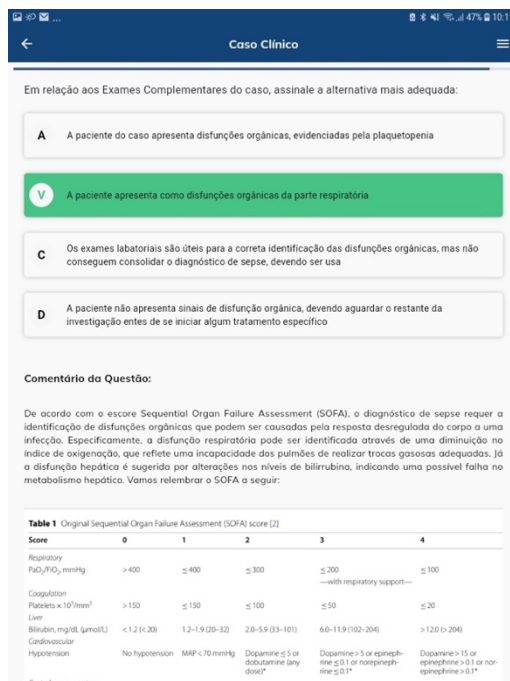 47% 10:1
Caso Clínico
Em relação aos Exames Complementares do caso, assinale a alternativa mais adequada:
A A paciente do caso apresenta disfunções orgânicas, evidenciadas pela plaquetopenia
V A paciente apresenta como disfunções orgânicas da parte respiratória
C Os exames labatoriais são úteis para a correta identificação das disfunções orgânicas, mas não
conseguem consolidar o diagnóstico de sepse, devendo ser usa
D A paciente não apresenta sinais de disfunção orgânica, devendo aguardar o restante da
investigação entes de se iniciar algum tratamento específico
Comentário da Questão:
De acordo com o escore Sequential Organ Failure Assessment (SOFA), o diagnóstico de sepse requer a
identificação de disfunções orgânicas que podem ser causadas pela resposta desregulada do corpo a uma
infecção. Especificamente, a disfunção respiratória pode ser identificada através de uma diminuição no
índice de oxigenação, que reflete uma incapacidade dos pulmões de realizar trocas gasosas adequadas. Já
a disfunção hepática é sugerida por alterações nos níveis de bilirrubina, indicando uma possível falha no
metabolismo hepático. Vamos relembrar o SOFA a seguir:
Table 1 Original Sequential Organ Failure Assessment (SOFA) score [2]
Score 0 1 2 3 4
Respiratory
PaO₂/FiO₂, mmHg >400 ≤400 ≤300 ≤200 ≤100
—with respiratory support—
Coagulation
Platelets × 10³/mm³ >150 ≤150 ≤100 ≤50 ≤20
Liver
Bilirubin, mg/dL (µmol/L) <1.2 (<20) 1.2–1.9 (20–32) 2.0–5.9 (33–101) 6.0–11.9 (102–204) >12.0 (>204)
Cardiovascular
Hypotension No hypotension MAP <70 mmHg Dopamine ≤5 or Dopamine >5 or epineph- Dopamine >15 or
dobutamine (any rine ≤0.1 or norepineph- epinephrine >0.1 or nor-
dose)ᵃ rine ≤0.1ᵃ epinephrine >0.1ᵃ